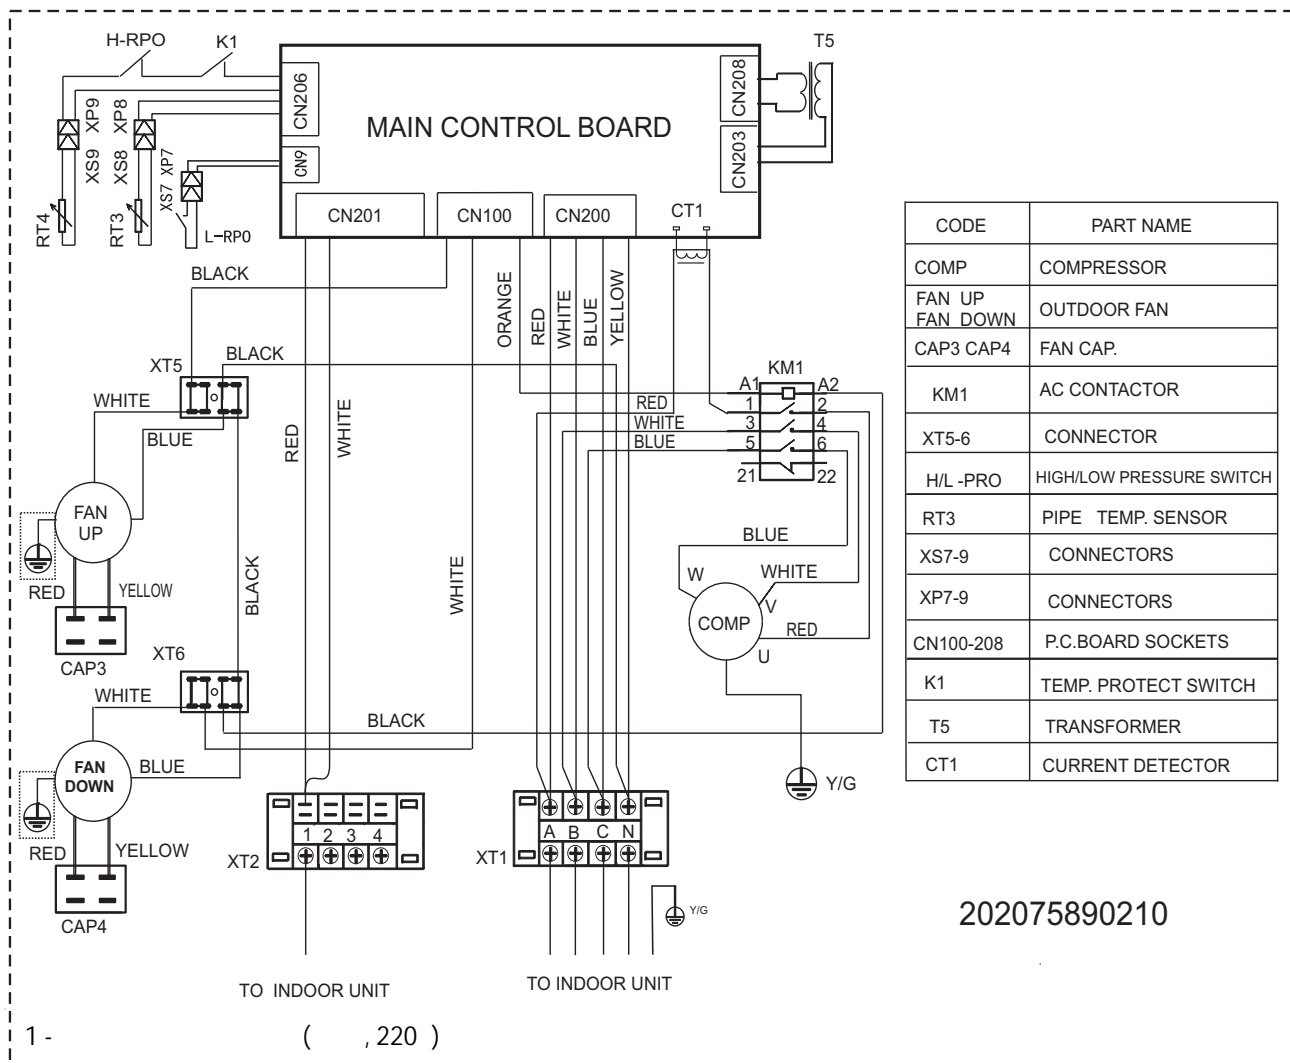 H-RPO K1 T5
XP9 XP8
CN206 CN208
MAIN CONTROL BOARD
XS9 XS8 XS7 XP7 CN9 CN203
RT4 RT3 L-RPO
CN201 CN100 CN200 CT1
BLACK
ORANGE RED WHITE BLUE YELLOW
XT5 BLACK
KM1
A1 A2
WHITE RED 1 2
BLUE WHITE 3 4
BLUE 5 6
21 22
RED WHITE
FAN
UP
BLUE
W WHITE
RED YELLOW BLACK WHITE
V
COMP RED
U
CAP3
XT6
WHITE
BLACK
FAN
DOWN
BLUE
Y/G
RED YELLOW
1 2 3 4
XT2
A B C N
XT1
Y/G
CAP4
TO INDOOR UNIT
TO INDOOR UNIT
CODE PART NAME
COMP COMPRESSOR
FAN UP
FAN DOWN OUTDOOR FAN
CAP3 CAP4 FAN CAP.
KM1 AC CONTACTOR
XT5-6 CONNECTOR
H/L -PRO HIGH/LOW PRESSURE SWITCH
RT3 PIPE TEMP. SENSOR
XS7-9 CONNECTORS
XP7-9 CONNECTORS
CN100-208 P.C.BOARD SOCKETS
K1 TEMP. PROTECT SWITCH
T5 TRANSFORMER
CT1 CURRENT DETECTOR
202075890210
1 - ( , 220 )